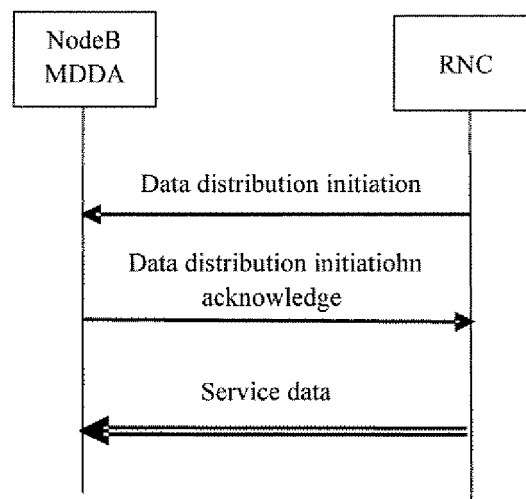 NodeB
MDDA
RNC
Data distribution initiation
Data distribution initiatiohn
acknowledge
Service data